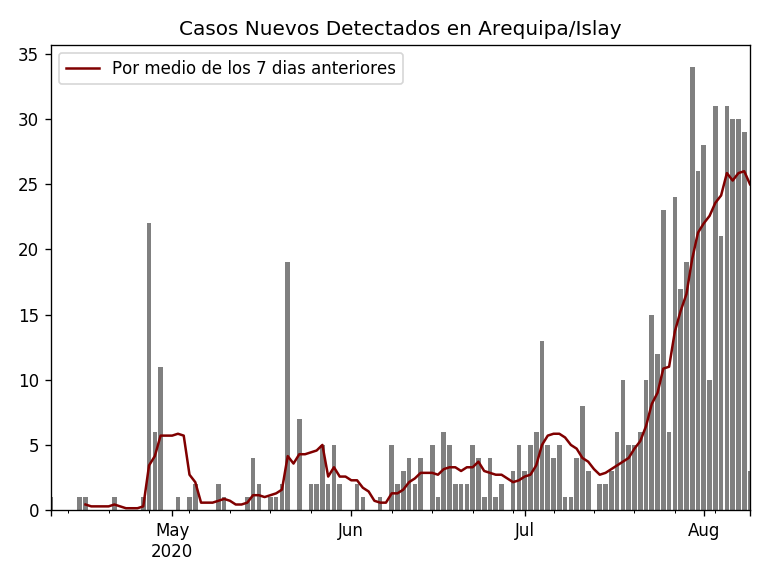 Casos Nuevos Detectados en Arequipa/Islay
Por medio de los 7 dias anteriores
35
30
25
20
15
10
5
0
May
2020
Jun
Jul
Aug